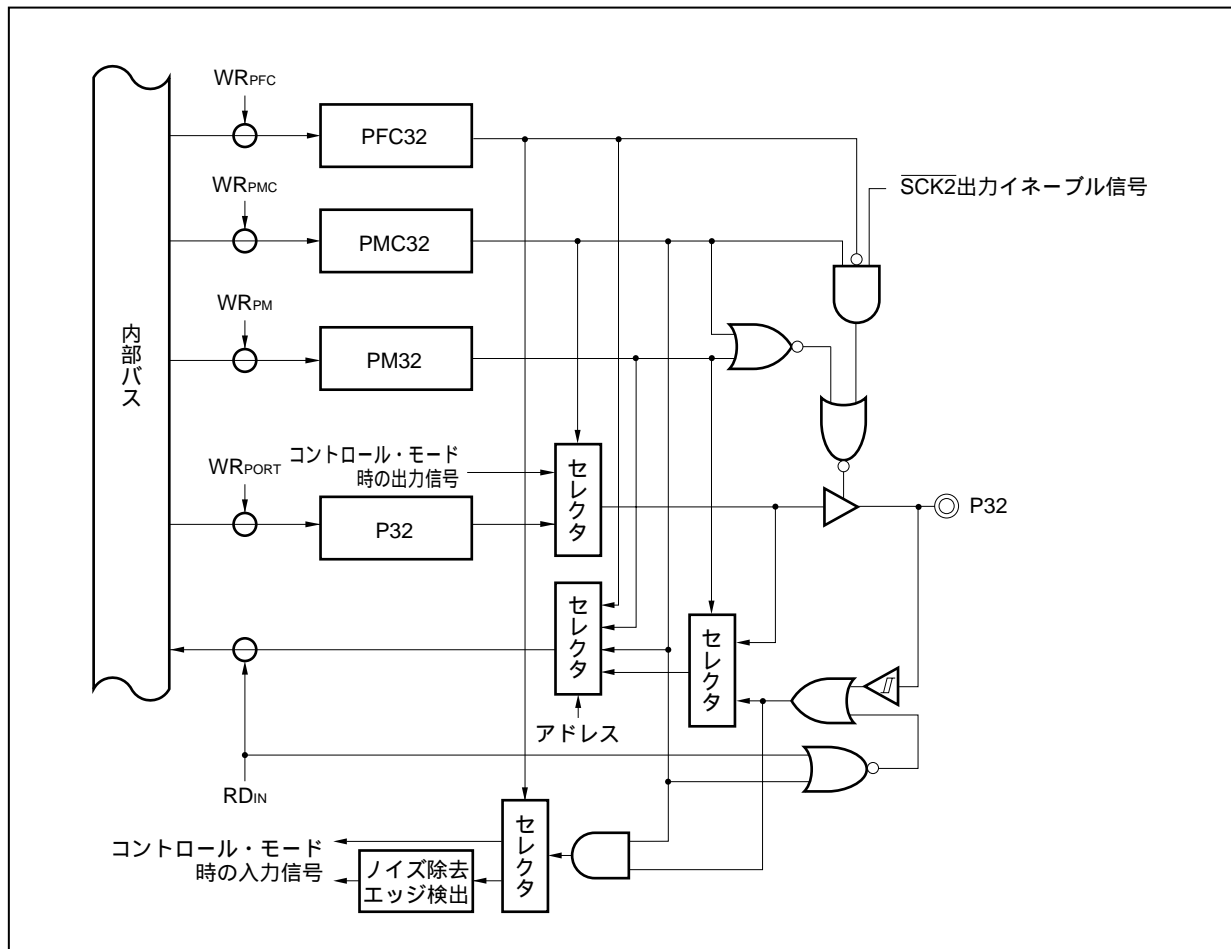 WRPFC
PFC32
SCK2出力イネーブル信号
WRPMC
PMC32
WRPM
PM32
内部バス
コントロール・モード
時の出力信号
WRPORT
P32
セレクタ
P32
セレクタ
セレクタ
アドレス
RDIN
セレクタ
コントロール・モード
時の入力信号
ノイズ除去
エッジ検出